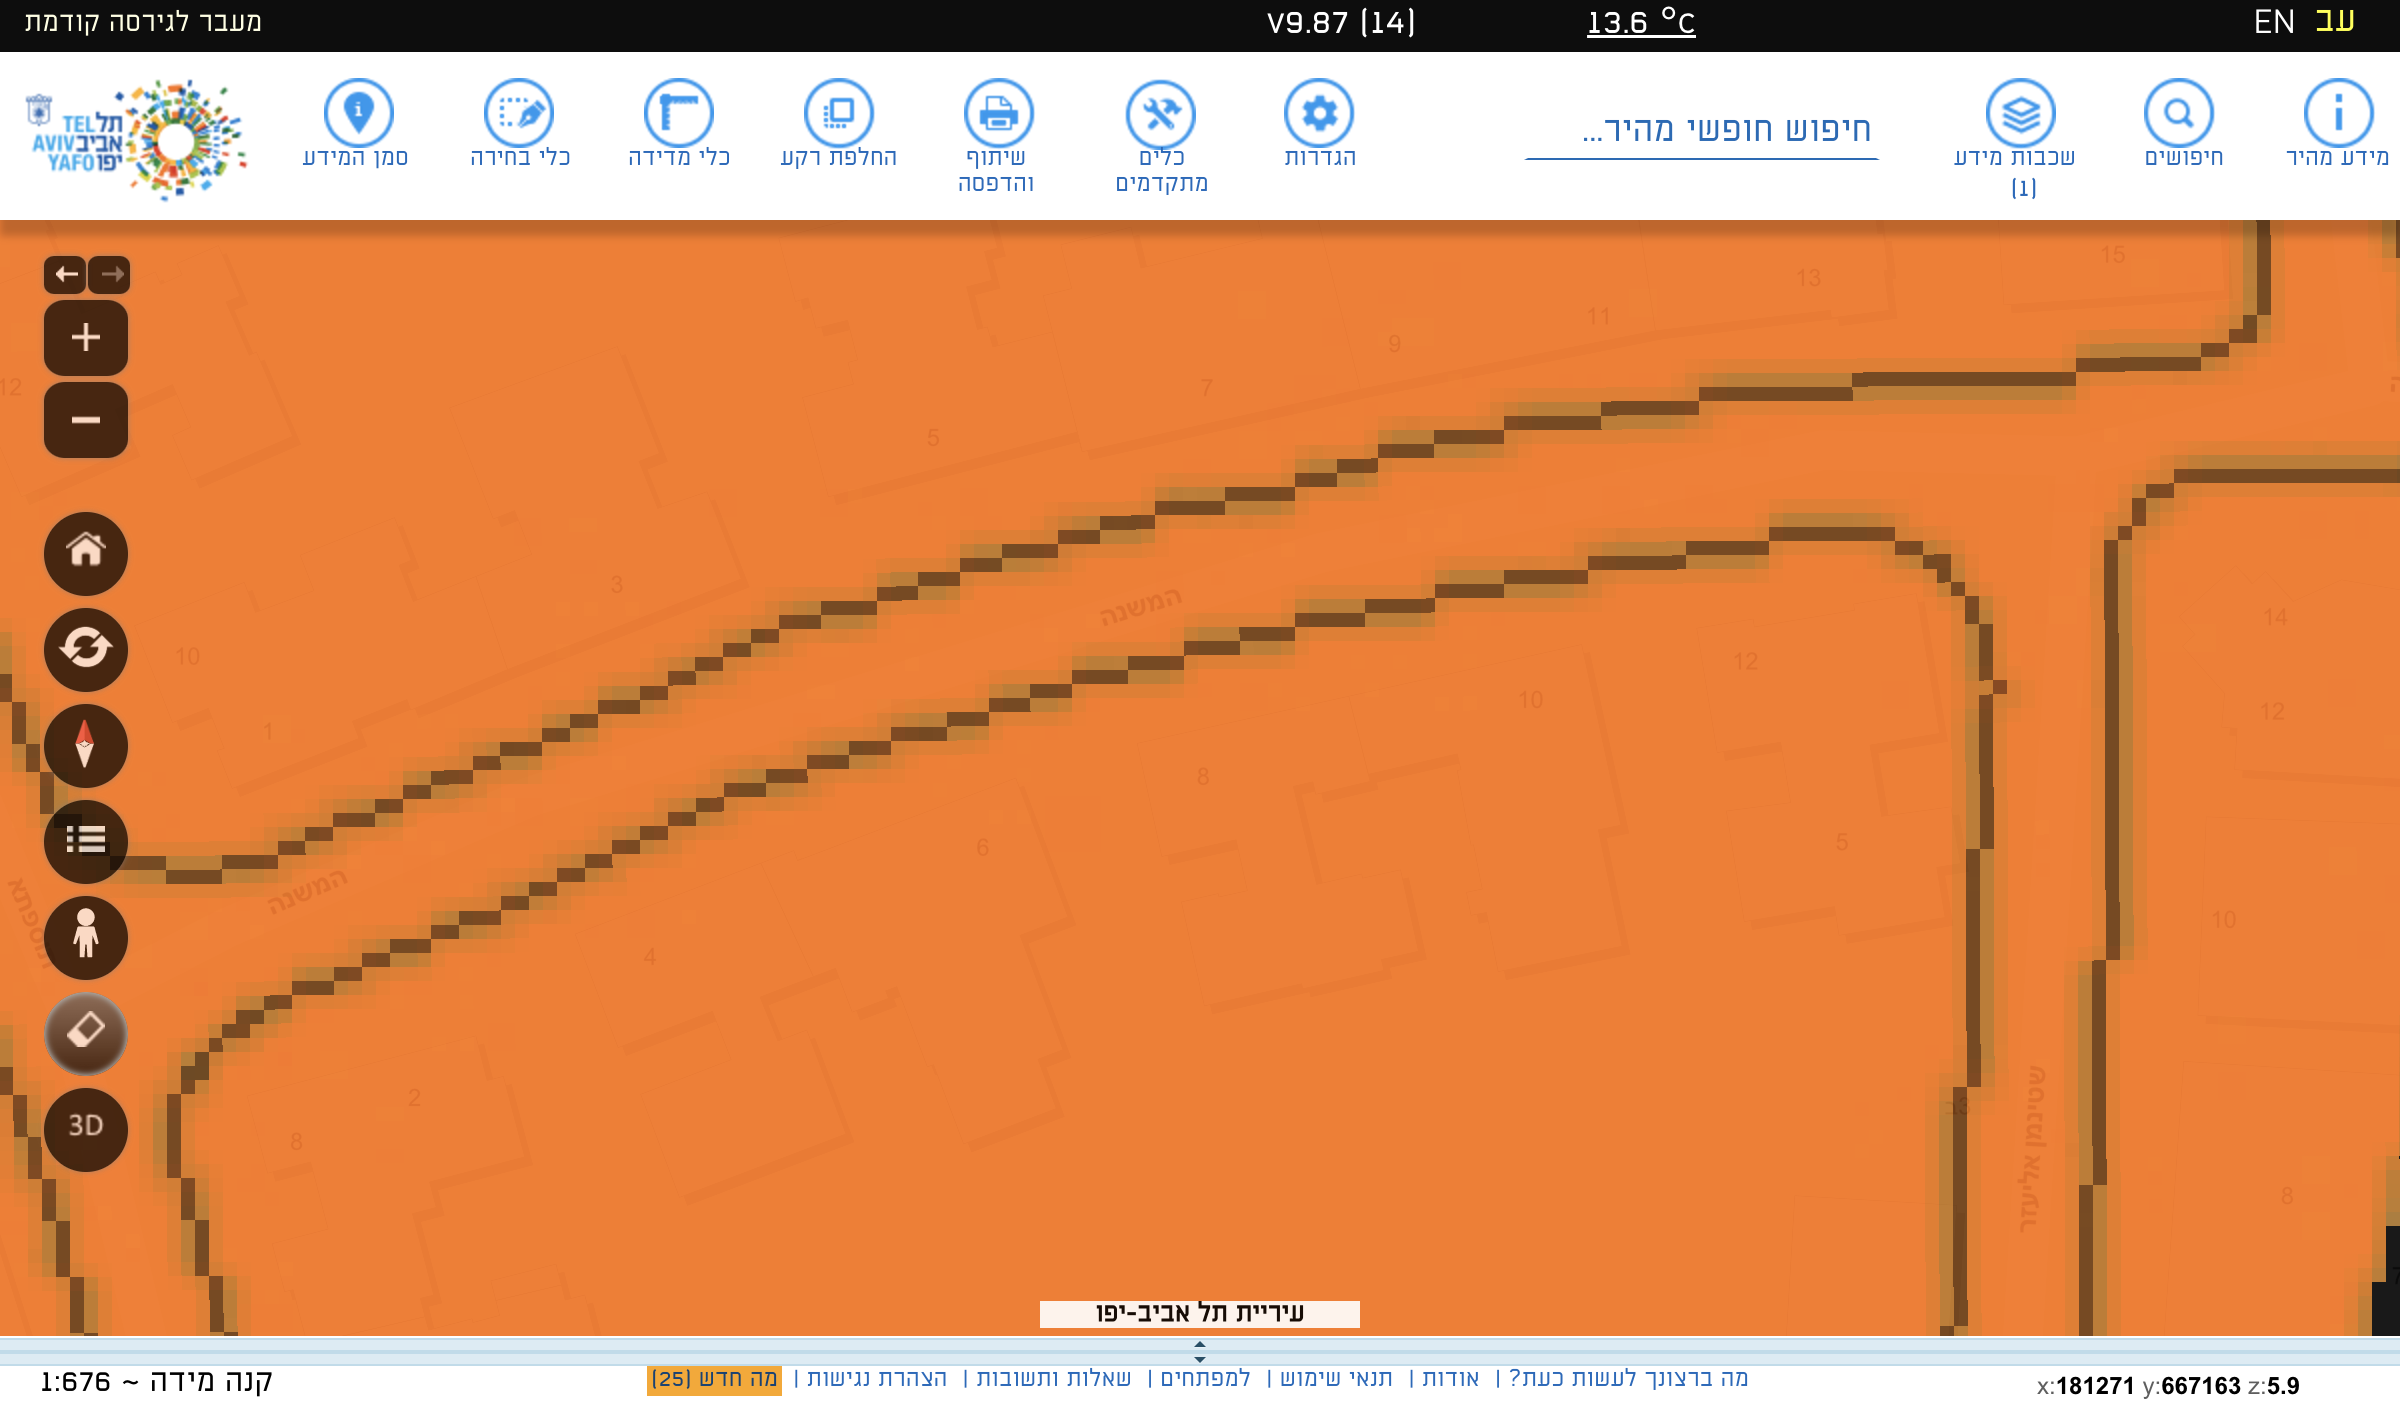 עב EN
13.6 °C
V9.87 (14)
מעבר לגירסה קודמת
מידע מהיר
חיפושים
שכבות מידע
(1)
חיפוש חופשי מהיר...
הגדרות
כלים
מתקדמים
שיתוף
והדפסה
החלפת רקע
כלי מדידה
כלי בחירה
סמן המידע
תל
אביב
יפו
TEL
AVIV
YAFO
15
13
11
9
7
5
3
1
10
12
המשנה
המשנה
14
12
10
8
12
10
8
6
4
2
8
5
3ב
שטינמן אליעזר
תוספתא
3D
עיריית תל אביב-יפו
קנה מידה ~ 1:676
מה ברצונך לעשות כעת? | אודות | תנאי שימוש | למפתחים | שאלות ותשובות | הצהרת נגישות | מה חדש (25)
x:181271 y:667163 z:5.9